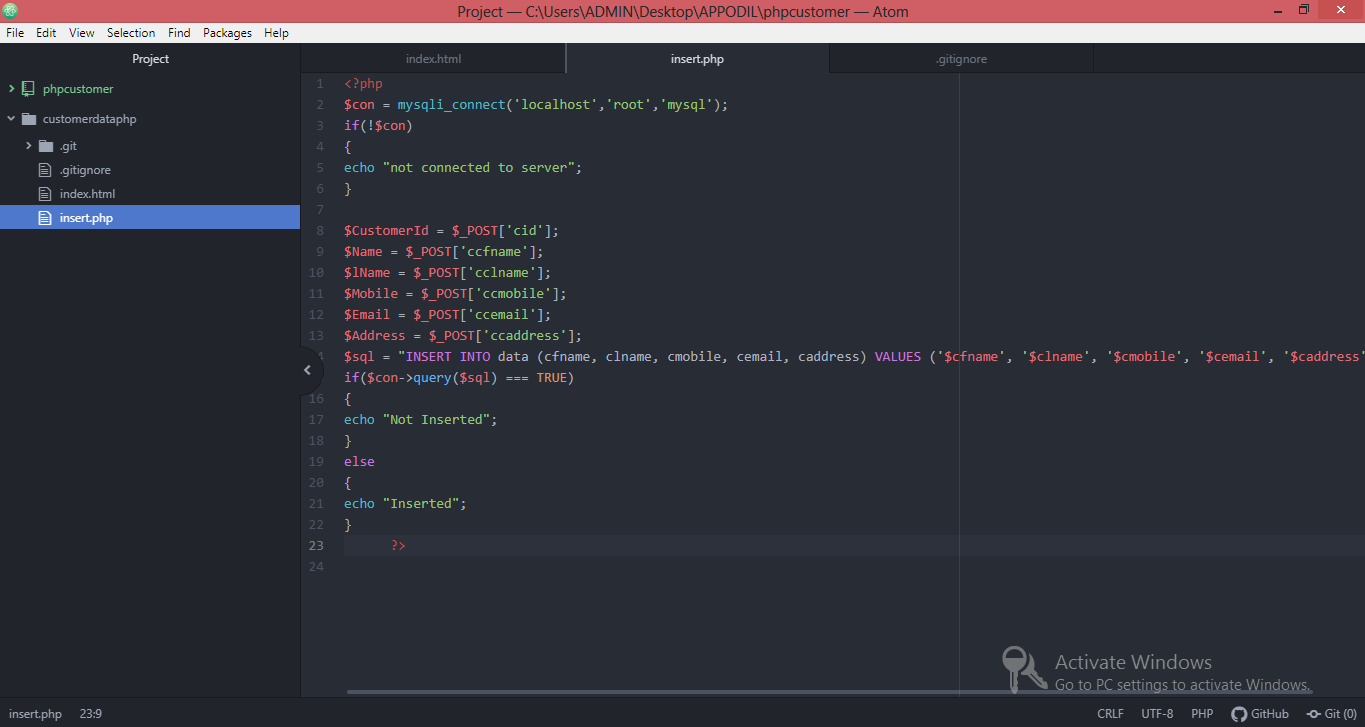 Project — C:\Users\ADMIN\Desktop\APPODIL\phpcustomer — Atom
File Edit View Selection Find Packages Help
Project
index.html
insert.php
.gitignore
phpcustomer
customerdataphp
.git
.gitignore
index.html
insert.php
1 <?php
2 $con = mysqli_connect('localhost','root','mysql');
3 if(!$con)
4 {
5 echo "not connected to server";
6 }
7
8 $CustomerId = $_POST['cid'];
9 $Name = $_POST['ccfname'];
10 $lName = $_POST['cclname'];
11 $Mobile = $_POST['ccmobile'];
12 $Email = $_POST['ccemail'];
13 $Address = $_POST['ccaddress'];
4 $sql = "INSERT INTO data (cfname, clname, cmobile, cemail, caddress) VALUES ('$cfname', '$clname', '$cmobile', '$cemail', '$caddress'
if($con->query($sql) === TRUE)
16 {
17 echo "Not Inserted";
18 }
19 else
20 {
21 echo "Inserted";
22 }
23 ?>
24
Activate Windows
Go to PC settings to activate Windows.
insert.php 23:9 CRLF UTF-8 PHP GitHub Git (0)